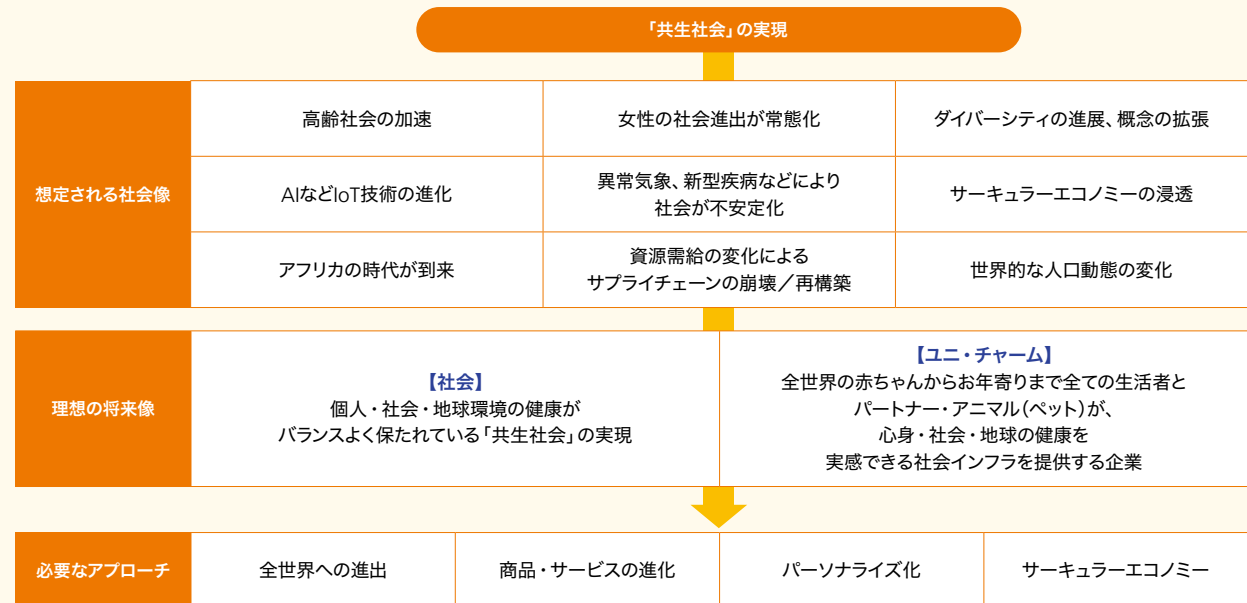 「共生社会」の実現
想定される社会像
高齢社会の加速
女性の社会進出が常態化
ダイバーシティの進展、概念の拡張
AIなどIoT技術の進化
異常気象、新型疾病などにより
社会が不安定化
サーキュラーエコノミーの浸透
アフリカの時代が到来
資源需給の変化による
サプライチェーンの崩壊／再構築
世界的な人口動態の変化
理想の将来像
【社会】
個人・社会・地球環境の健康が
バランスよく保たれている「共生社会」の実現
【ユニ・チャーム】
全世界の赤ちゃんからお年寄りまで全ての生活者と
パートナー・アニマル（ペット）が、
心身・社会・地球の健康を
実感できる社会インフラを提供する企業
必要なアプローチ
全世界への進出
商品・サービスの進化
パーソナライズ化
サーキュラーエコノミー